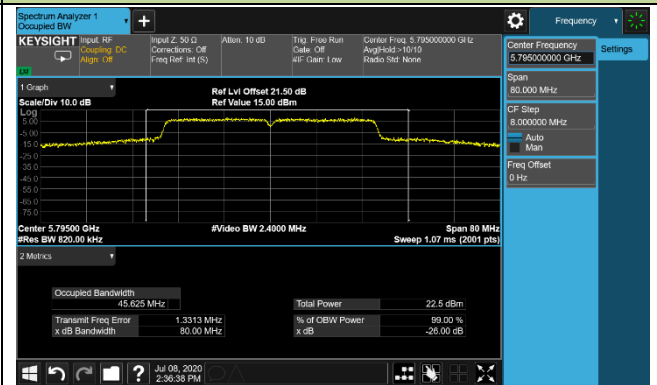 Spectrum Analyzer 1
Occupied BW
Frequency
KEYSIGHT
Input: RF
Coupling: DC
Align: Off
Input Z: 50 Ω
Corrections: Off
Freq Ref: Int (S)
Atten: 10 dB
Trig: Free Run
Gate: Off
#IF Gain: Low
Center Freq: 5.795000000 GHz
Avg|Hold:>10/10
Radio Std: None
Center Frequency
5.795000000 GHz
Settings
Span
80.000 MHz
CF Step
8.000000 MHz
Auto
Man
Freq Offset
0 Hz
1 Graph
Scale/Div 10.0 dB
Ref Lvl Offset 21.50 dB
Ref Value 15.00 dBm
Log
5.00
-5.00
-15.0
-25.0
-35.0
-45.0
-55.0
-65.0
-75.0
Center 5.79500 GHz
#Res BW 820.00 kHz
#Video BW 2.4000 MHz
Span 80 MHz
Sweep 1.07 ms (2001 pts)
2 Metrics
Occupied Bandwidth
45.625 MHz
Total Power 22.5 dBm
Transmit Freq Error 1.3313 MHz
% of OBW Power 99.00 %
x dB Bandwidth 80.00 MHz
x dB -26.00 dB
?
Jul 08, 2020
2:36:38 PM